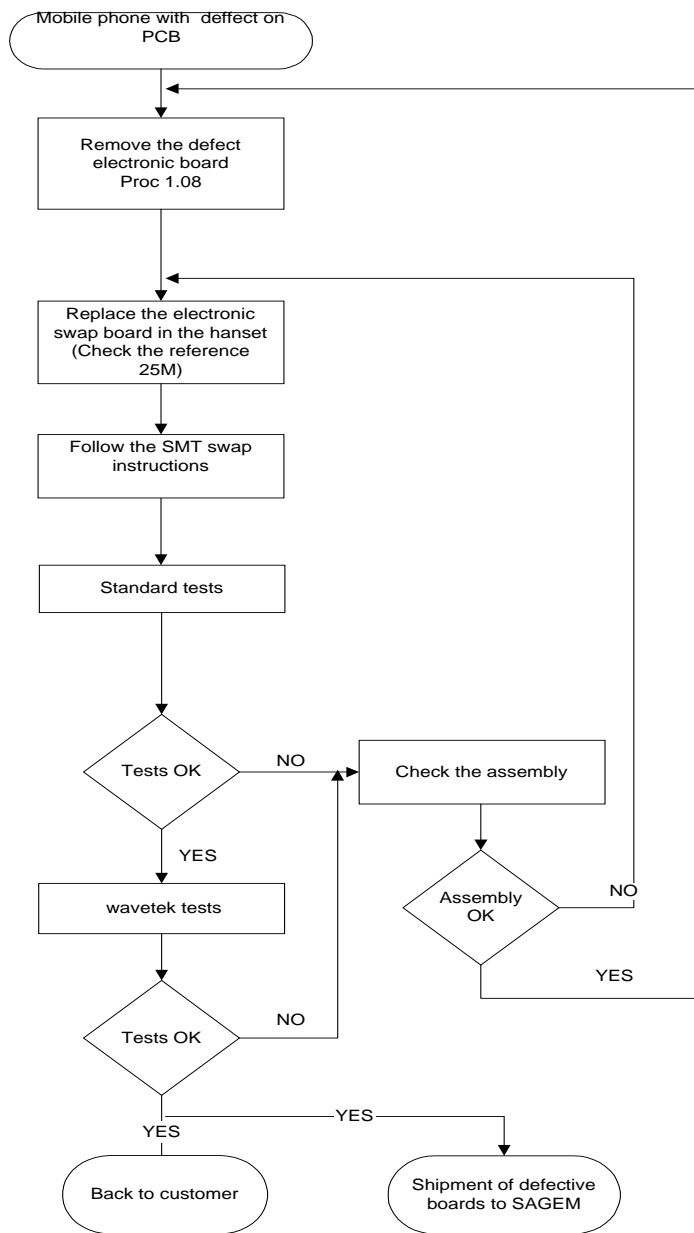 Mobile phone with deffect on
PCB
Remove the defect
electronic board
Proc 1.08
Replace the electronic
swap board in the hanset
(Check the reference
25M)
Follow the SMT swap
instructions
Standard tests
Tests OK
NO
Check the assembly
YES
wavetek tests
Assembly
OK
NO
YES
Tests OK
NO
YES
YES
Back to customer
Shipment of defective
boards to SAGEM